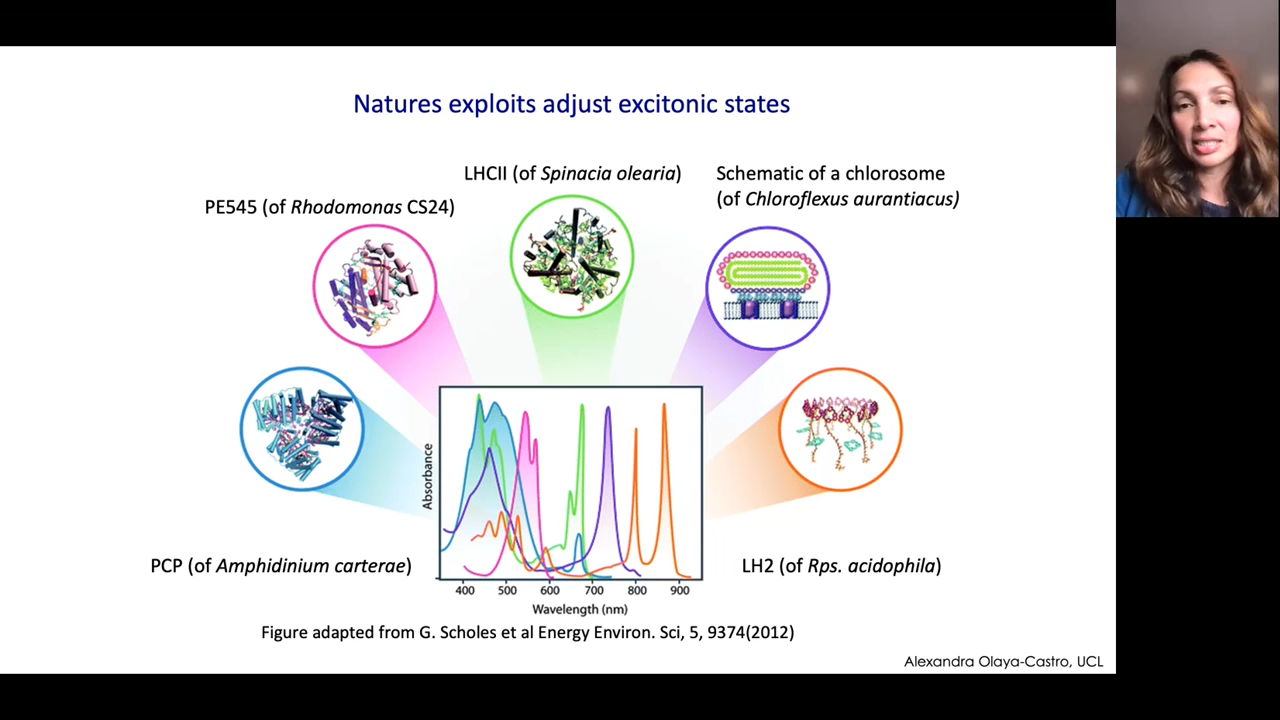 Natures exploits adjust excitonic states
LHCII (of Spinacia olearia)
Schematic of a chlorosome
(of Chloroflexus aurantiacus)
PE545 (of Rhodomonas CS24)
Absorbance
PCP (of Amphidinium carterae)
LH2 (of Rps. acidophila)
400 500 600 700 800 900
Wavelength (nm)
Figure adapted from G. Scholes et al Energy Environ. Sci, 5, 9374(2012)
Alexandra Olaya-Castro, UCL